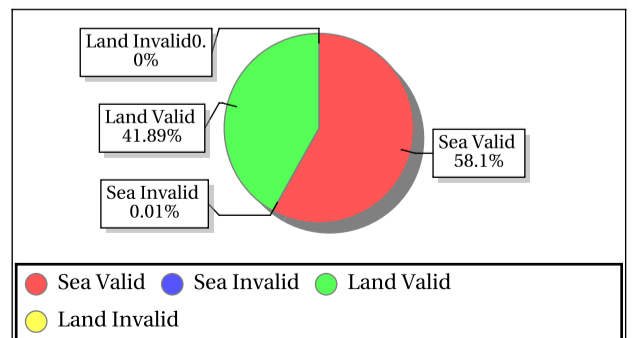 Land Invalid0.
0%
Land Valid
41.89%
Sea Valid
58.1%
Sea Invalid
0.01%
Sea Valid Sea Invalid Land Valid
Land Invalid